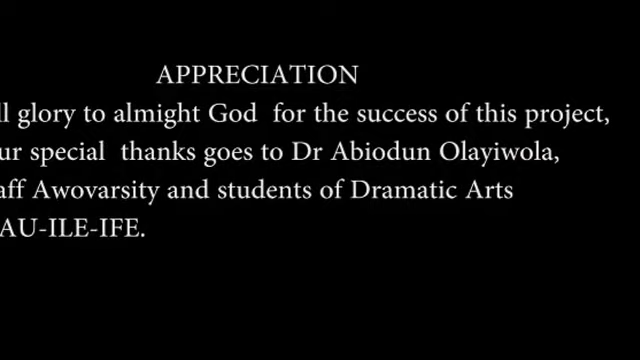 APPRECIATION
ll glory to almight God  for the success of this project,
ur special  thanks goes to Dr Abiodun Olayiwola,
aff Awovarsity and students of Dramatic Arts
AU-ILE-IFE.